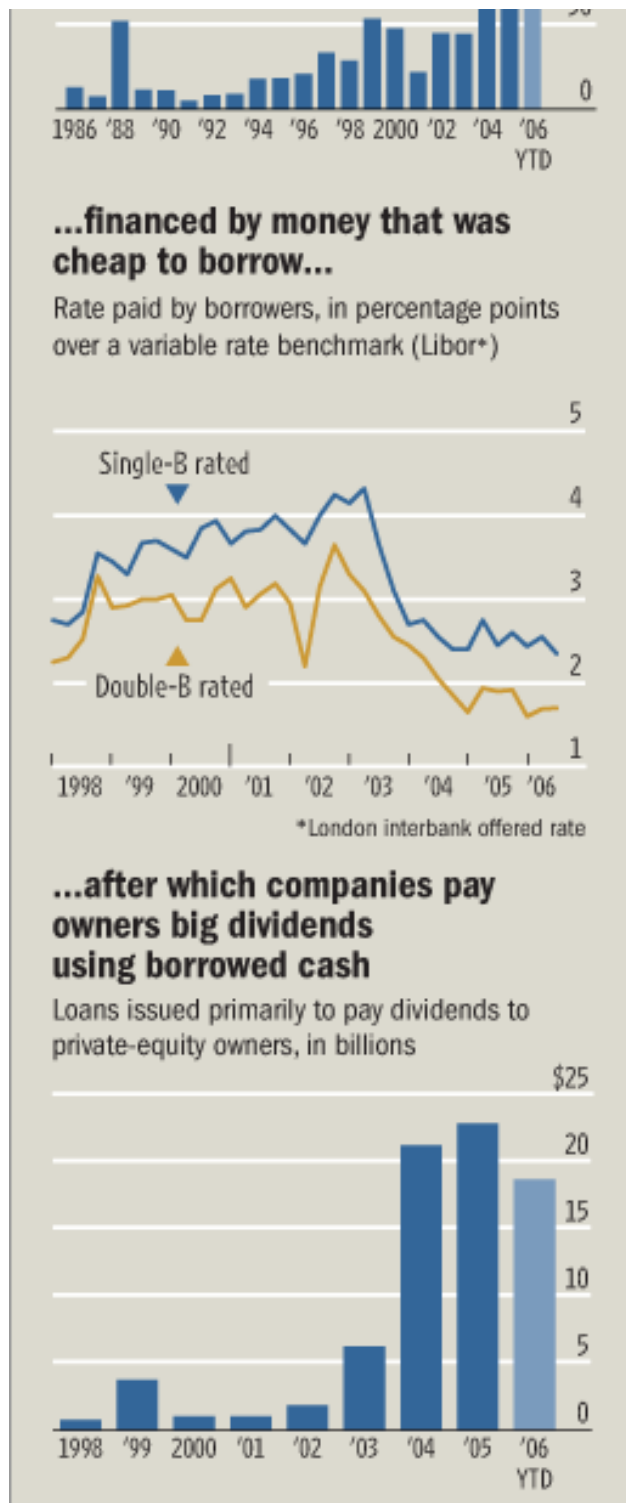 0
1986 '88 '90 '92 '94 '96 '98 2000 '02 '04 '06
YTD
...financed by money that was
cheap to borrow...
Rate paid by borrowers, in percentage points
over a variable rate benchmark (Libor*)
5
Single-B rated
4
3
2
Double-B rated
1
1998 '99 2000 '01 '02 '03 '04 '05 '06
*London interbank offered rate
...after which companies pay
owners big dividends
using borrowed cash
Loans issued primarily to pay dividends to
private-equity owners, in billions
$25
20
15
10
5
0
1998 '99 2000 '01 '02 '03 '04 '05 '06
YTD